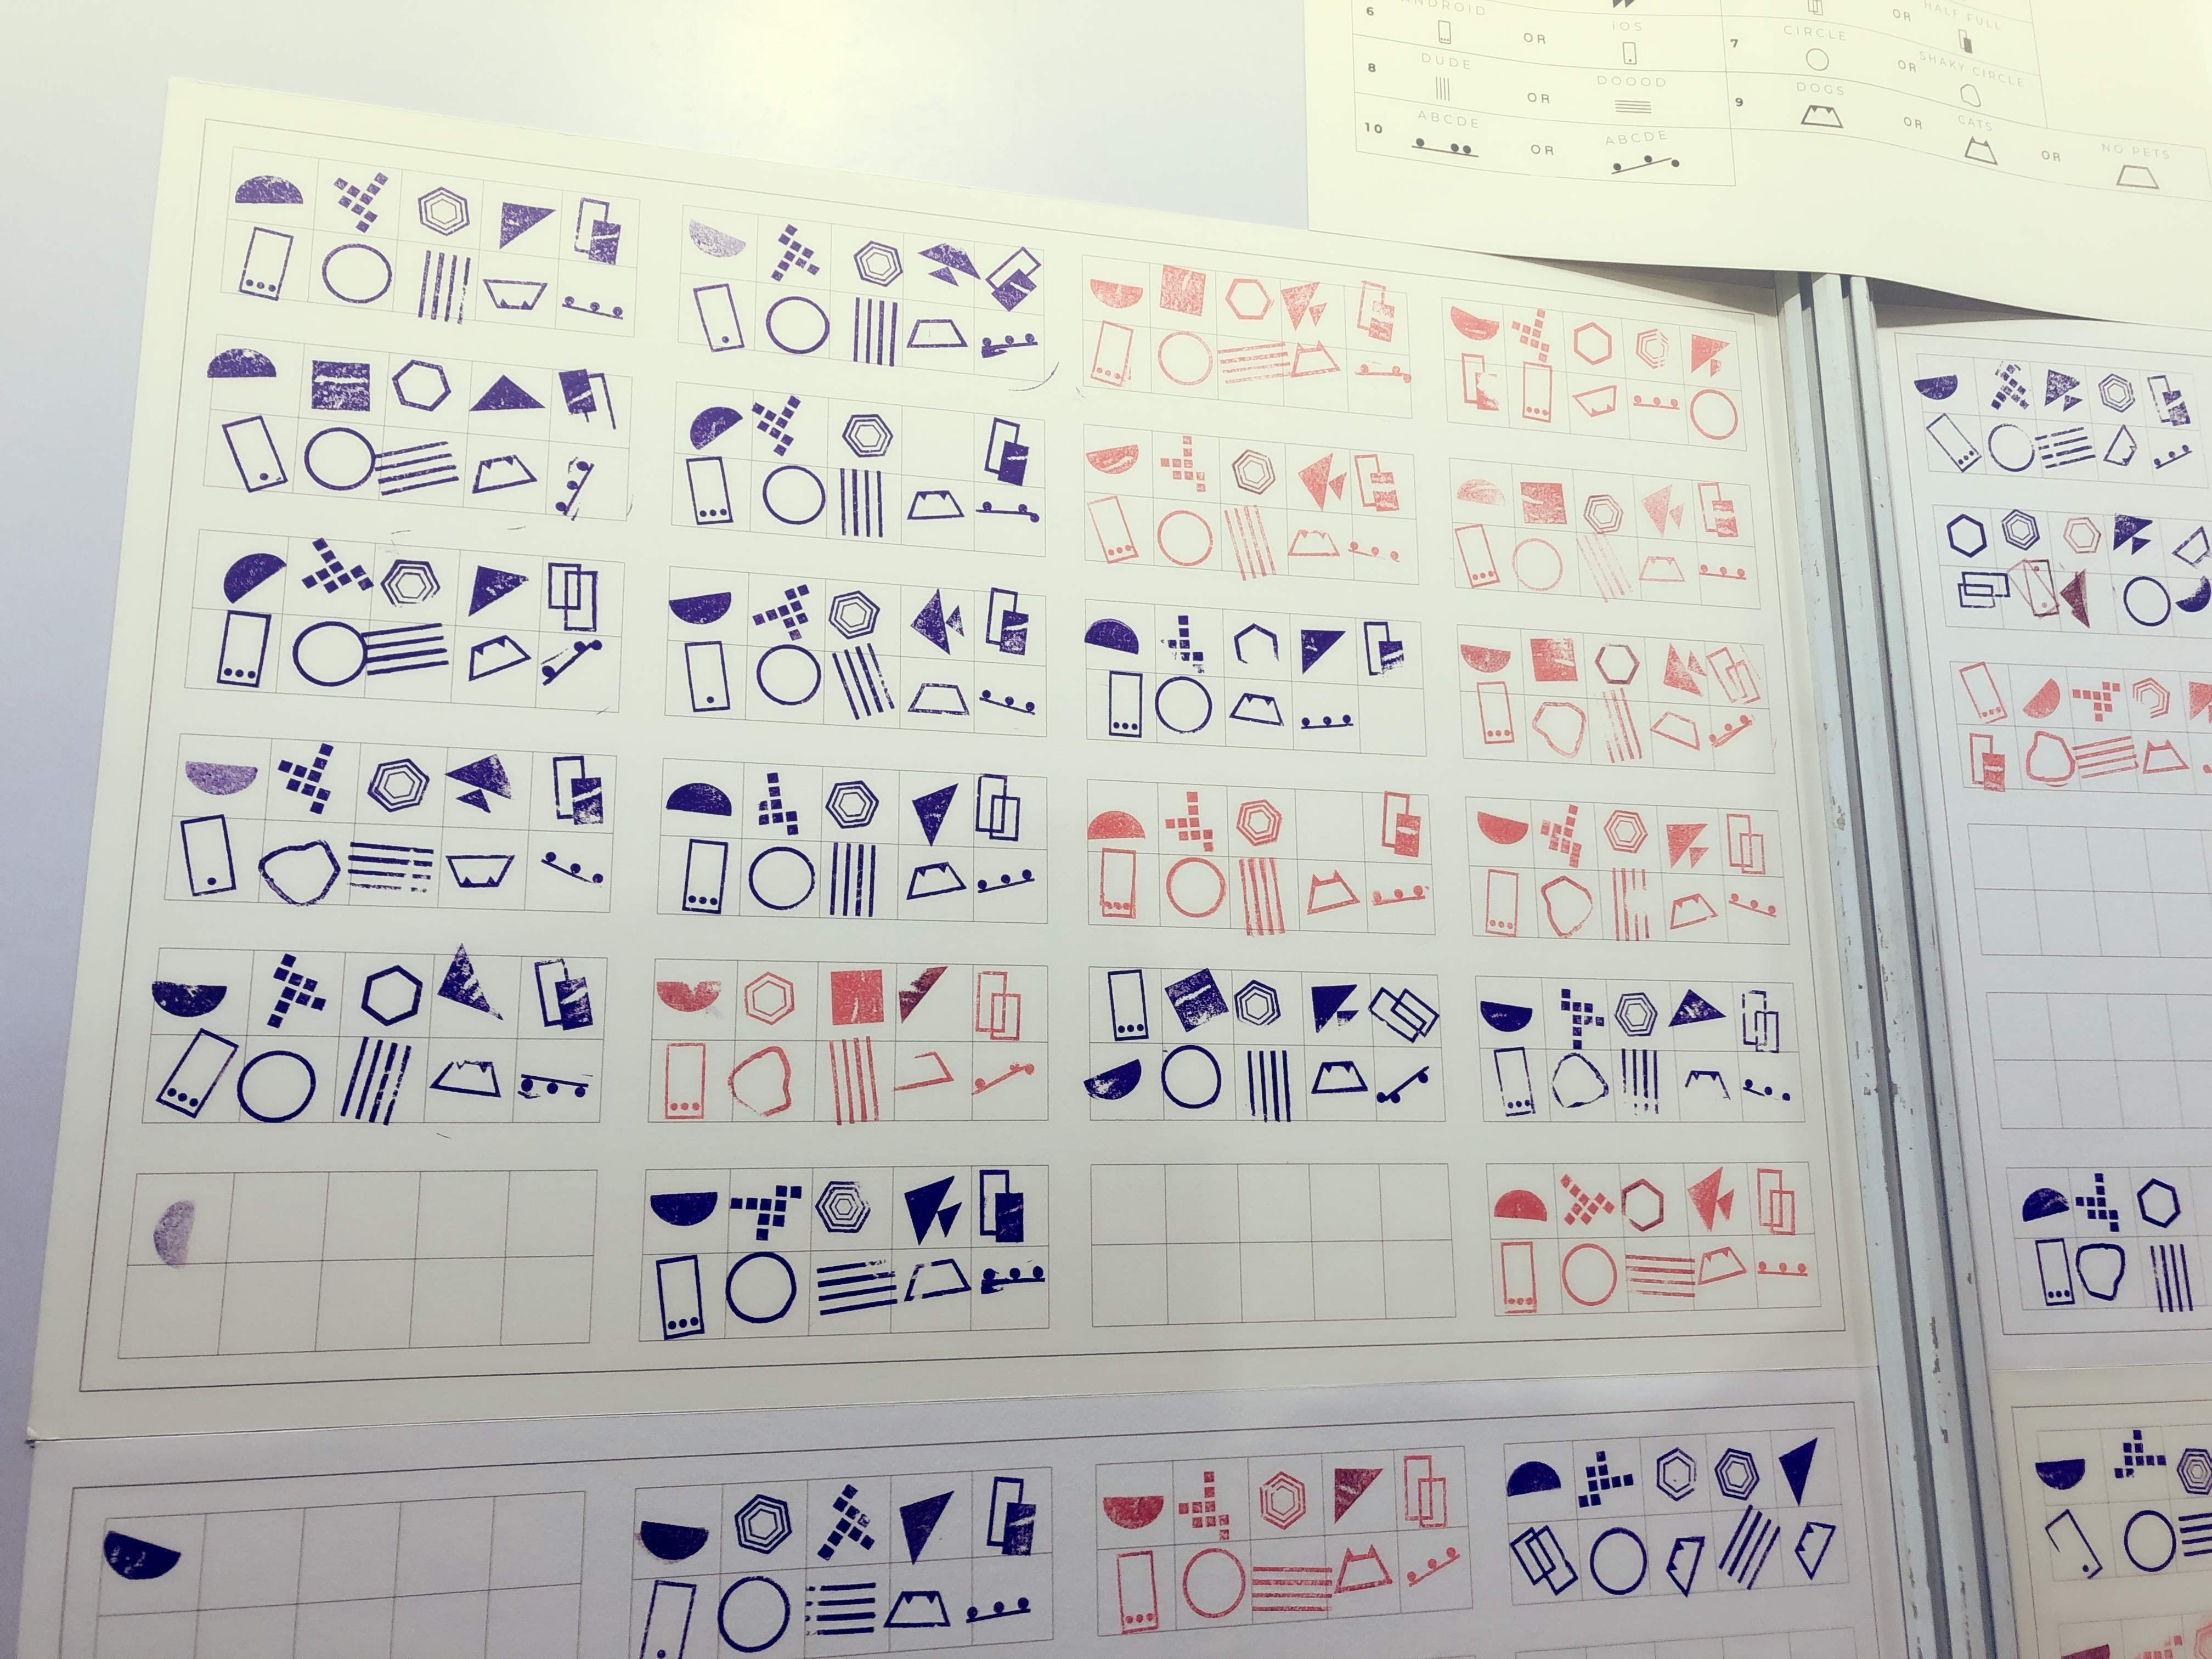 6 ANDROID OR iOS OR HALF FULL
7 CIRCLE OR SHAKY CIRCLE
8 DUDE OR DOOOD
9 DOGS OR CATS OR NO PETS
10 ABCDE OR ABCDE